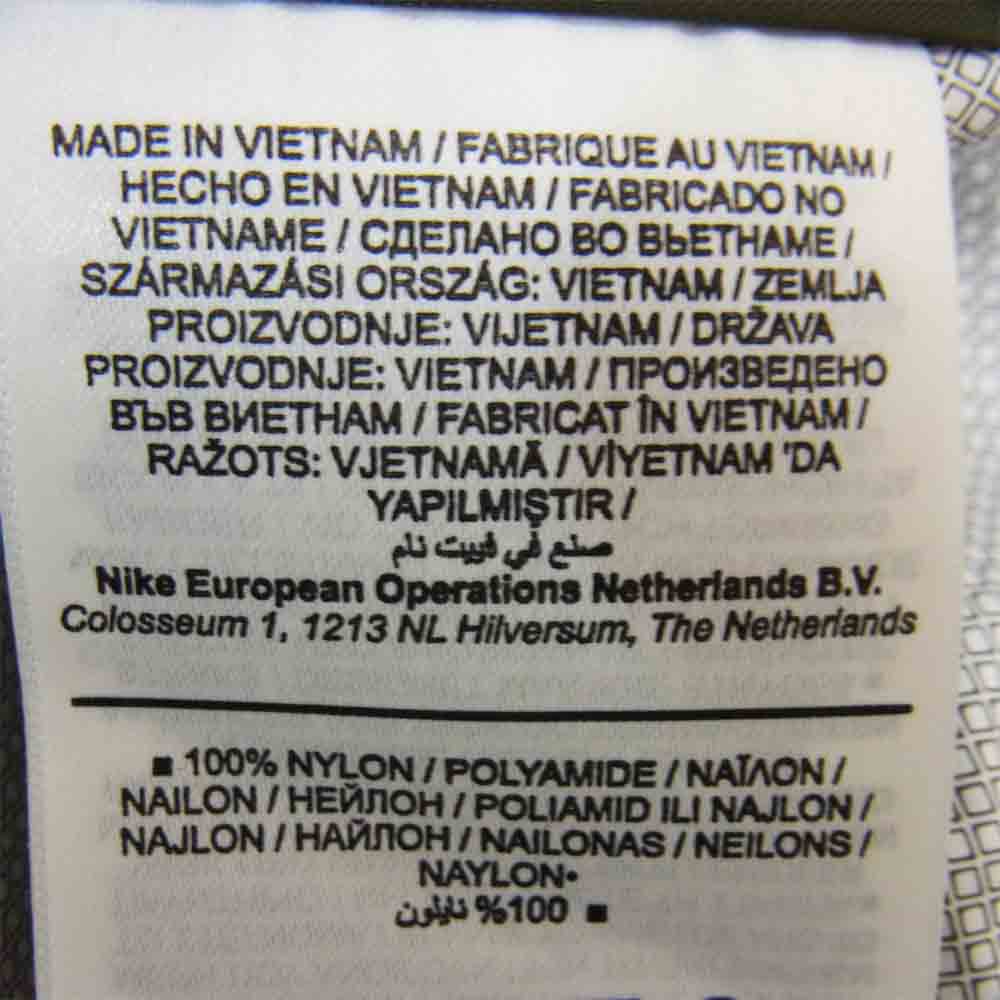 MADE IN VIETNAM / FABRIQUE AU VIETNAM /
HECHO EN VIETNAM / FABRICADO NO
VIETNAME / СДЕЛАНО ВО ВЬЕТНАМЕ /
SZÁRMAZÁSI ORSZÁG: VIETNAM / ZEMLJA
PROIZVODNJE: VIJETNAM / DRŽAVA
PROIZVODNJE: VIETNAM / ПРОИЗВЕДЕНО
ВЪВ ВИЕТНАМ / FABRICAT ÎN VIETNAM /
RAŽOTS: VJETNAMĀ / VİYETNAM 'DA
YAPILMIŞTIR /
صنع في فييت نام
Nike European Operations Netherlands B.V.
Colosseum 1, 1213 NL Hilversum, The Netherlands
■ 100% NYLON / POLYAMIDE / ΝΑΪΛΟΝ /
NAILON / НЕЙЛОН / POLIAMID ILI NAJLON /
NAJLON / НАЙЛОН / NAILONAS / NEILONS /
NAYLON•
■ 100% نايلون